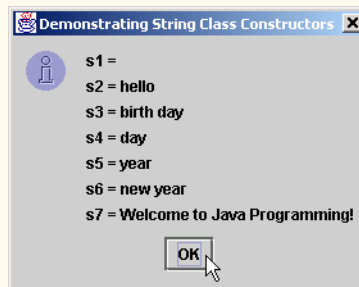 Demonstrating String Class Constructors
s1 =
s2 = hello
s3 = birth day
s4 = day
s5 = year
s6 = new year
s7 = Welcome to Java Programming!
OK